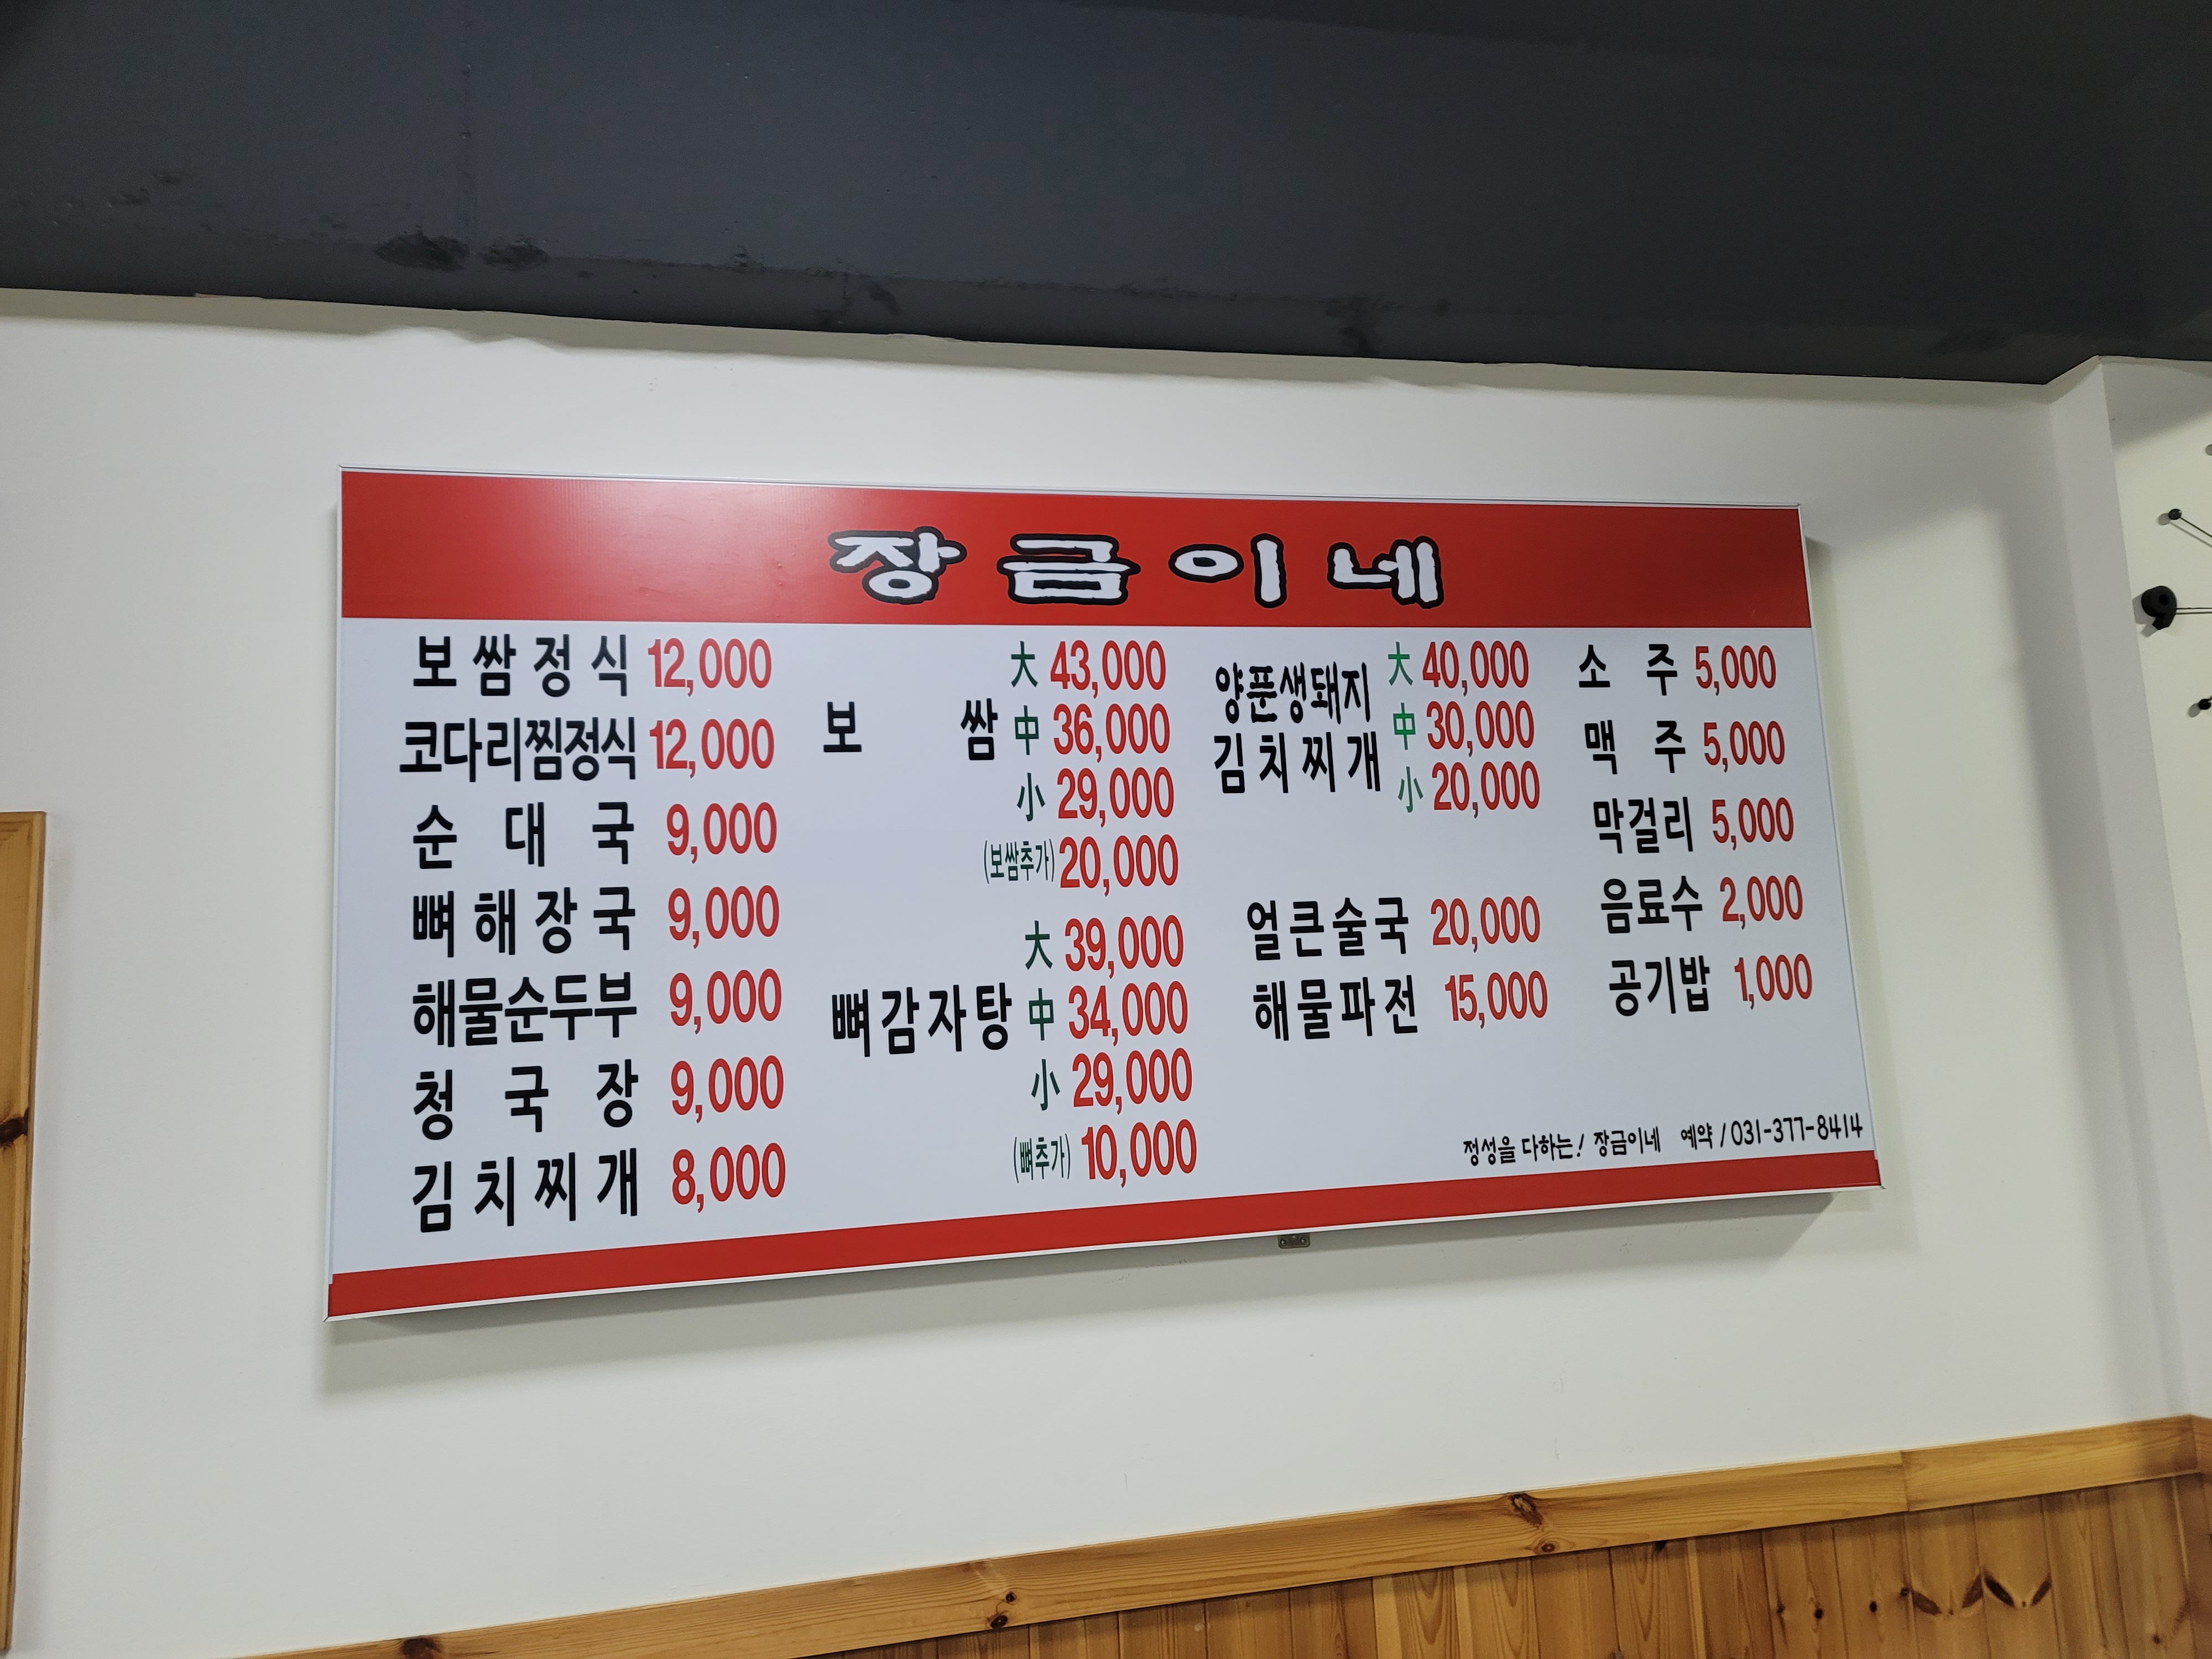 장금이네
보쌈정식 12,000
코다리찜정식 12,000
순대국 9,000
뼈해장국 9,000
해물순두부 9,000
청국장 9,000
김치찌개 8,000
보쌈 大 43,000
中 36,000
小 29,000
(보쌈추가) 20,000
뼈감자탕 大 39,000
中 34,000
小 29,000
(뼈추가) 10,000
양푼생돼지
김치찌개
大 40,000
中 30,000
小 20,000
얼큰술국 20,000
해물파전 15,000
소주 5,000
맥주 5,000
막걸리 5,000
음료수 2,000
공기밥 1,000
정성을 다하는! 장금이네 예약 / 031-377-8414